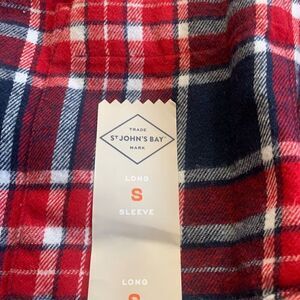 TRADE
ST JOHN'S BAY
MARK
LONG
S
SLEEVE
LONG
S